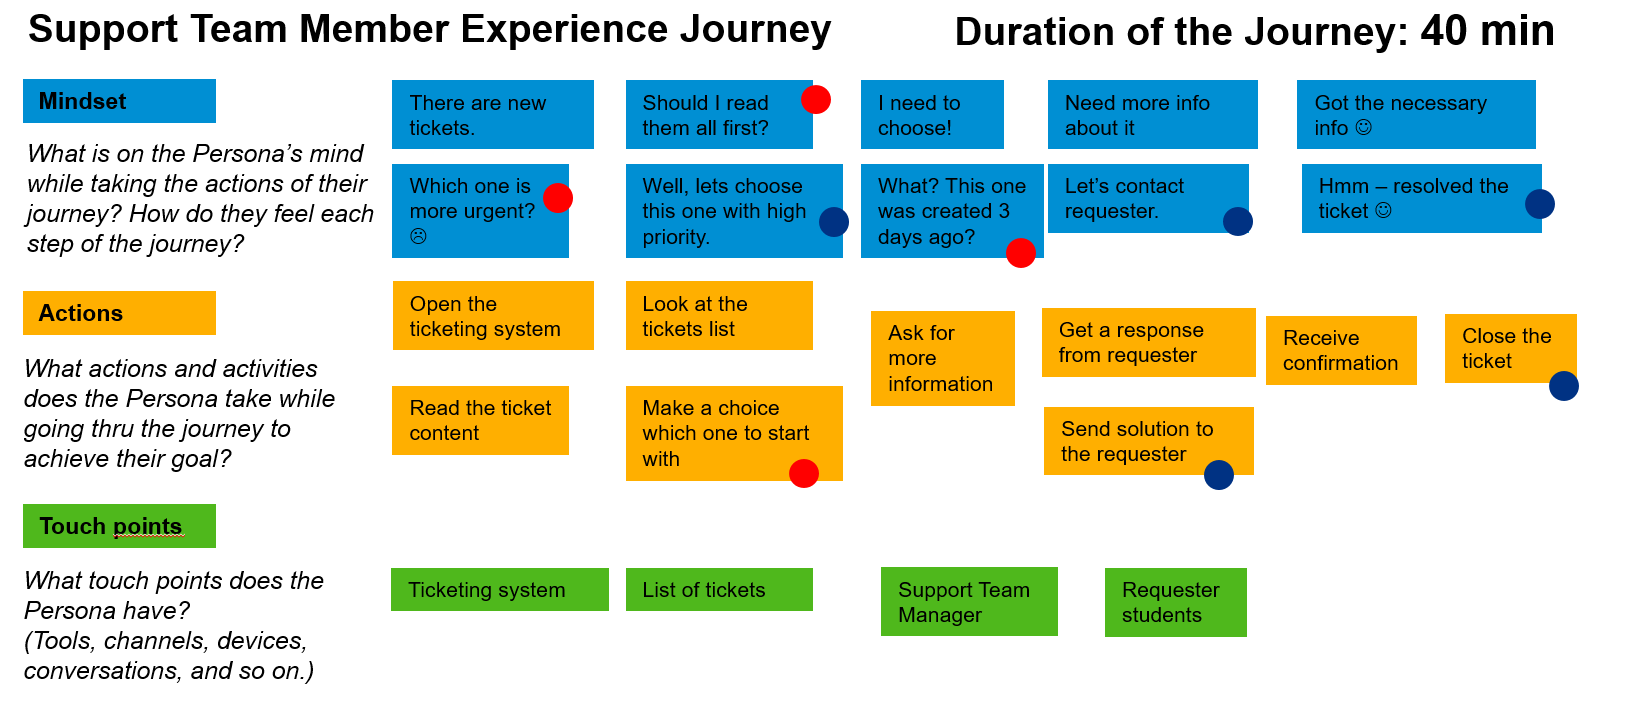 Support Team Member Experience Journey
Duration of the Journey: 40 min
Mindset
What is on the Persona's mind
while taking the actions of their
journey? How do they feel each
step of the journey?
There are new
tickets.
Should I read
them all first?
I need to
choose!
Need more info
about it
Got the necessary
info ☺
Which one is
more urgent?
☹
Well, lets choose
this one with high
priority.
What? This one
was created 3
days ago?
Let's contact
requester.
Hmm – resolved the
ticket ☺
Actions
What actions and activities
does the Persona take while
going thru the journey to
achieve their goal?
Open the
ticketing system
Look at the
tickets list
Ask for
more
information
Get a response
from requester
Receive
confirmation
Close the
ticket
Read the ticket
content
Make a choice
which one to start
with
Send solution to
the requester
Touch points
What touch points does the
Persona have?
(Tools, channels, devices,
conversations, and so on.)
Ticketing system
List of tickets
Support Team
Manager
Requester
students